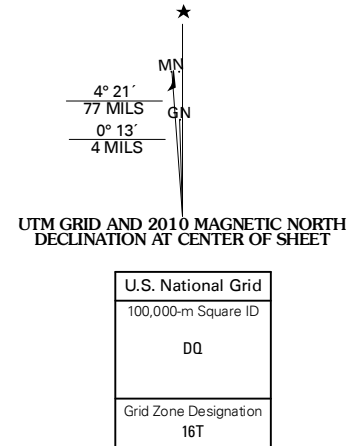 MN
4° 21´
77 MILS
GN
0° 13´
4 MILS
UTM GRID AND 2010 MAGNETIC NORTH
DECLINATION AT CENTER OF SHEET
U.S. National Grid
100,000-m Square ID
DQ
Grid Zone Designation
16T